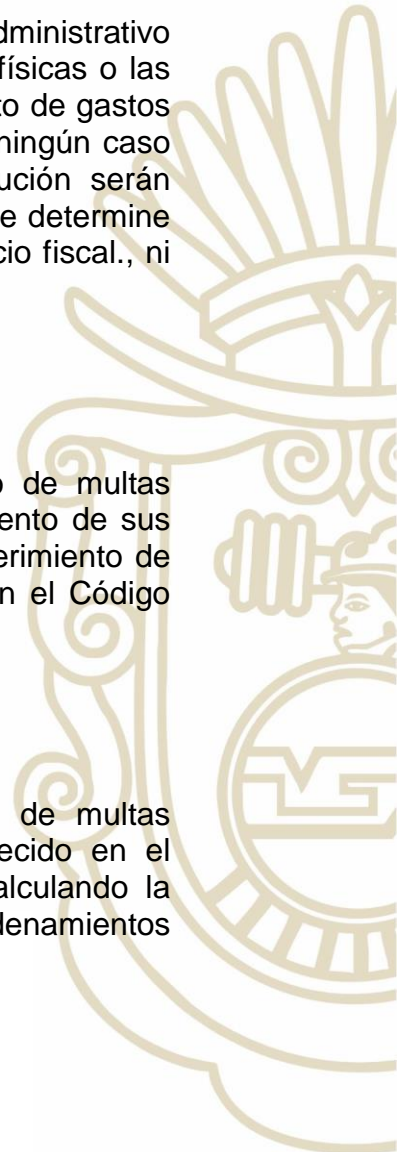 dministrativo
físicas o las
to de gastos
ningún caso
ución serán
e determine
cio fiscal., ni
o de multas
ento de sus
erimiento de
n el Código
de multas
ecido en el
alculando la
denamientos